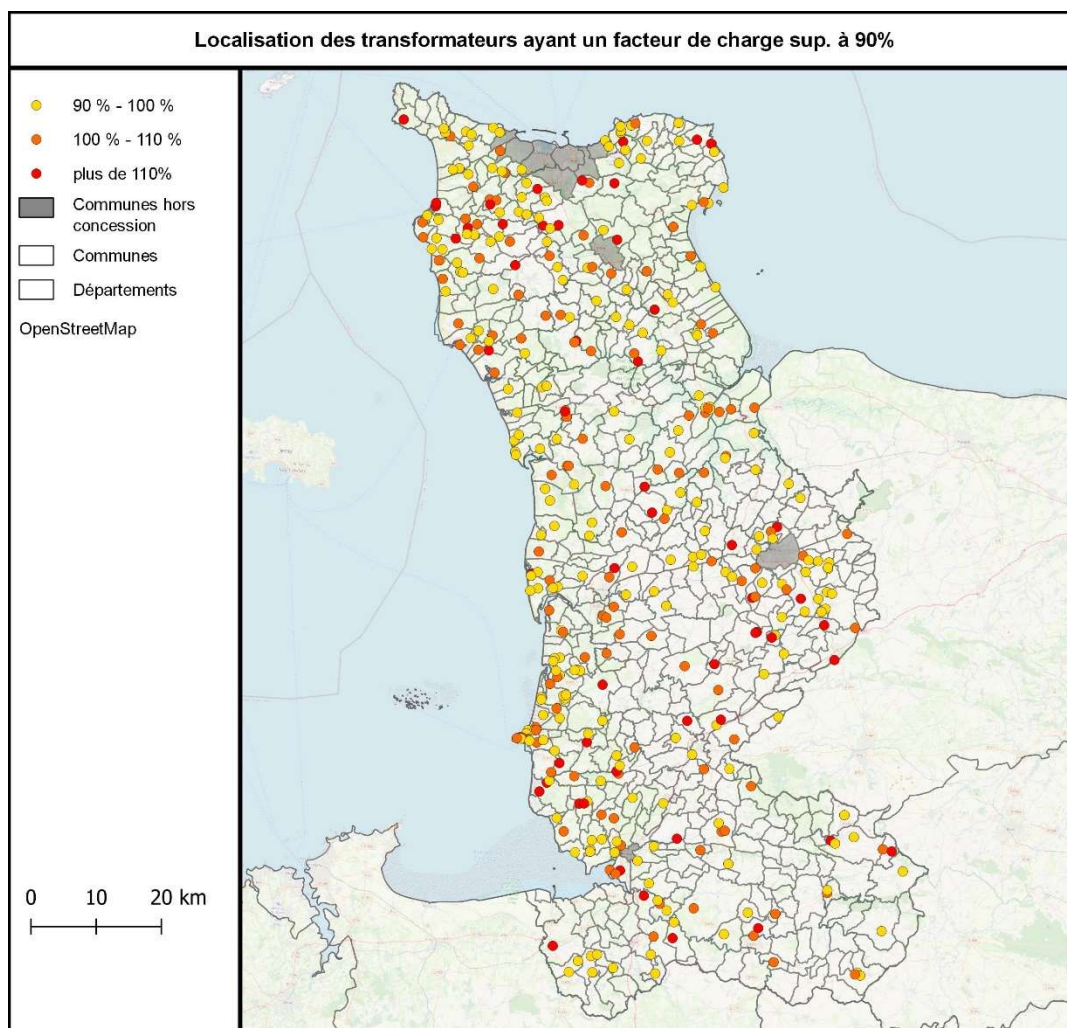 Localisation des transformateurs ayant un facteur de charge sup. à 90%
90 % - 100 %
100 % - 110 %
plus de 110%
Communes hors
concession
Communes
Départements
OpenStreetMap
0 10 20 km